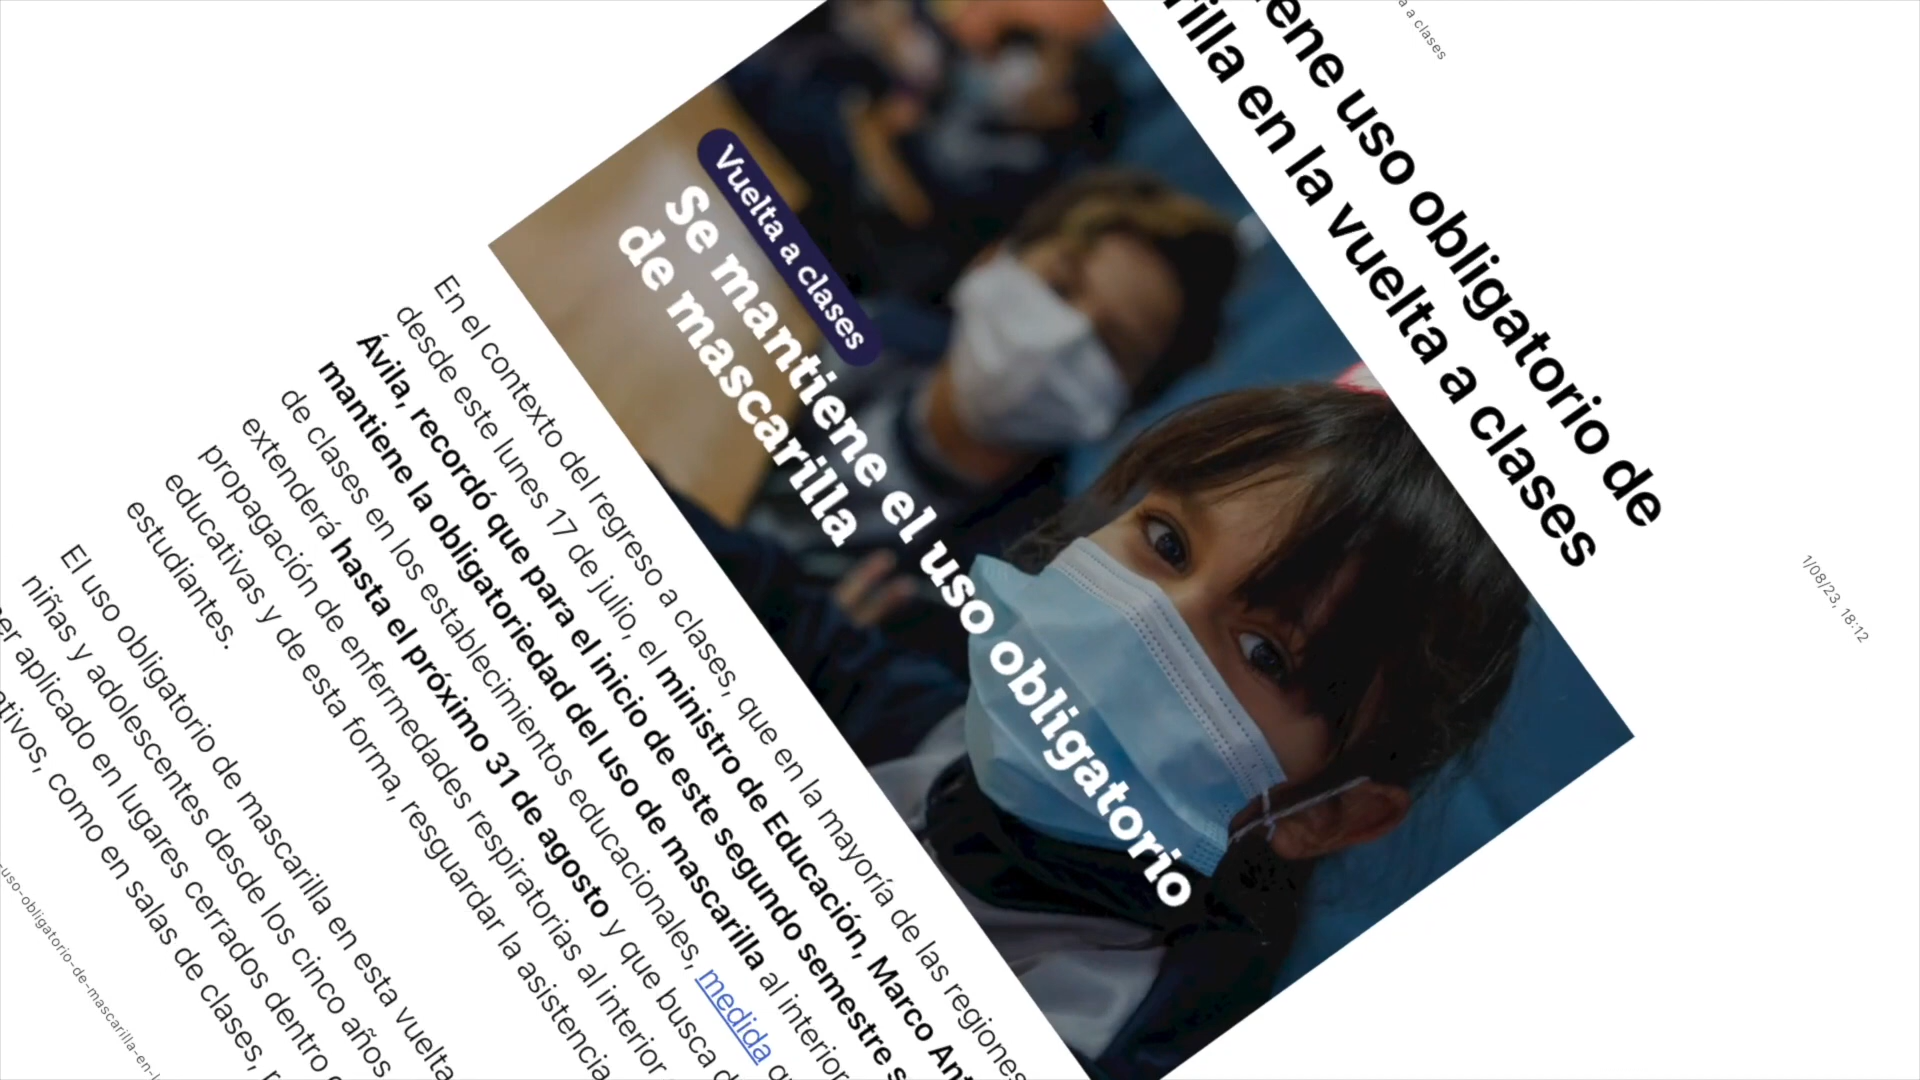 1/08/23, 18:12
a a clases
ene uso obligatorio de
rilla en la vuelta a clases
Vuelta a clases
Se mantiene el uso obligatorio
de mascarilla
En el contexto del regreso a clases, que en la mayoría de las regiones
desde este lunes 17 de julio, el ministro de Educación, Marco Ant
Ávila, recordó que para el inicio de este segundo semestre s
mantiene la obligatoriedad del uso de mascarilla al interior
de clases en los establecimientos educacionales, medida q
extenderá hasta el próximo 31 de agosto y que busca d
propagación de enfermedades respiratorias al interior
educativas y de esta forma, resguardar la asistencia
estudiantes.
El uso obligatorio de mascarilla en esta vuelta
niñas y adolescentes desde los cinco años
er aplicado en lugares cerrados dentro
ativos, como en salas de clases,
uso-obligatorio-de-mascarilla-en-l